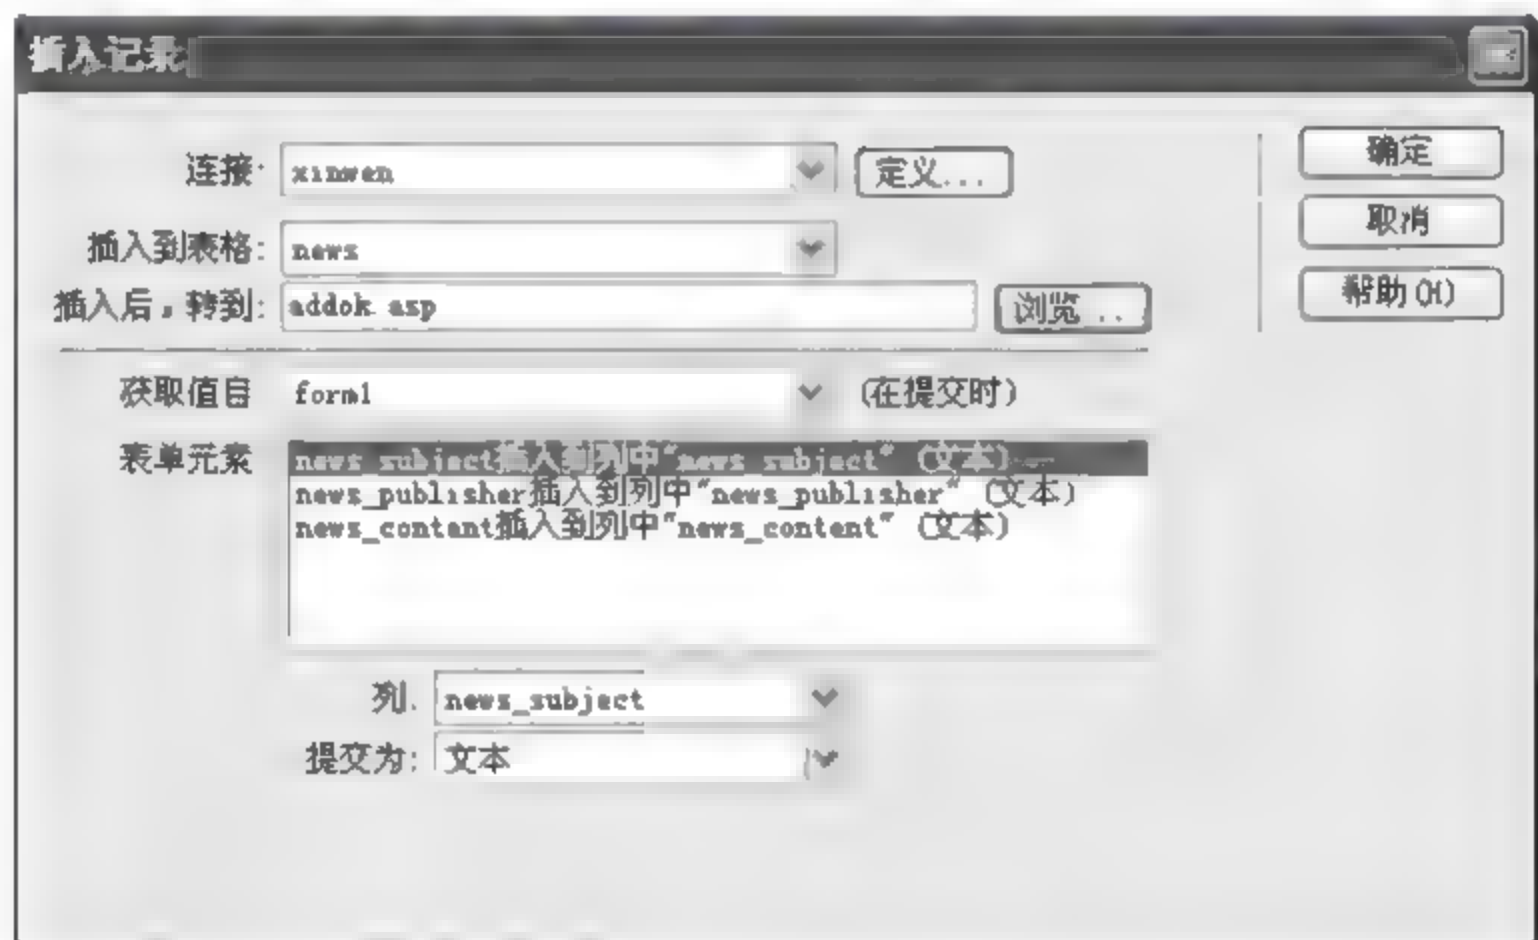 插入记录
连接: xinwen 定义... 确定
插入到表格: news 取消
插入后，转到: addok.asp 浏览... 帮助(H)
获取值自 form1 (在提交时)
表单元素 news_subject插入到列中"news_subject" (文本)
news_publisher插入到列中"news_publisher" (文本)
news_content插入到列中"news_content" (文本)
列: news_subject
提交为: 文本